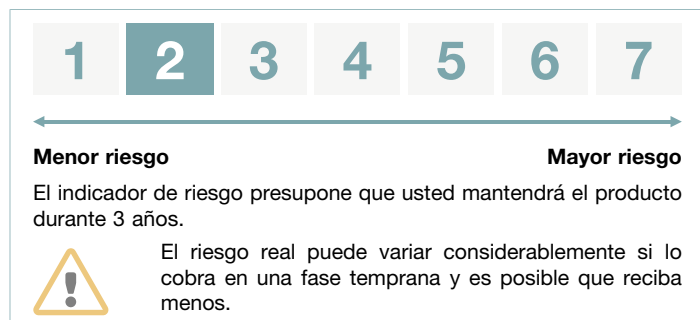 1 2 3 4 5 6 7
Menor riesgo Mayor riesgo
El indicador de riesgo presupone que usted mantendrá el producto
durante 3 años.
El riesgo real puede variar considerablemente si lo
cobra en una fase temprana y es posible que reciba
menos.